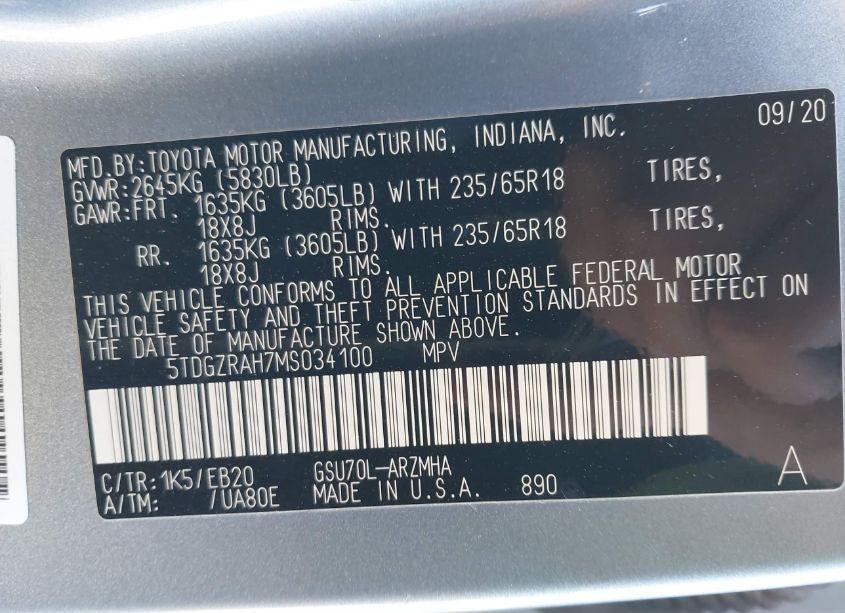 09/20
MFD.BY:TOYOTA MOTOR MANUFACTURING, INDIANA, INC.
GVWR:2645KG (5830LB)
GAWR:FRT. 1635KG (3605LB) WITH 235/65R18 TIRES,
18X8J RIMS.
RR. 1635KG (3605LB) WITH 235/65R18 TIRES,
18X8J RIMS.
THIS VEHICLE CONFORMS TO ALL APPLICABLE FEDERAL MOTOR
VEHICLE SAFETY AND THEFT PREVENTION STANDARDS IN EFFECT ON
THE DATE OF MANUFACTURE SHOWN ABOVE.
5TDGZRAH7MS034100 MPV
C/TR:1K5/EB20 GSU70L-ARZMHA
A/TM: /UA80E MADE IN U.S.A. 890 A